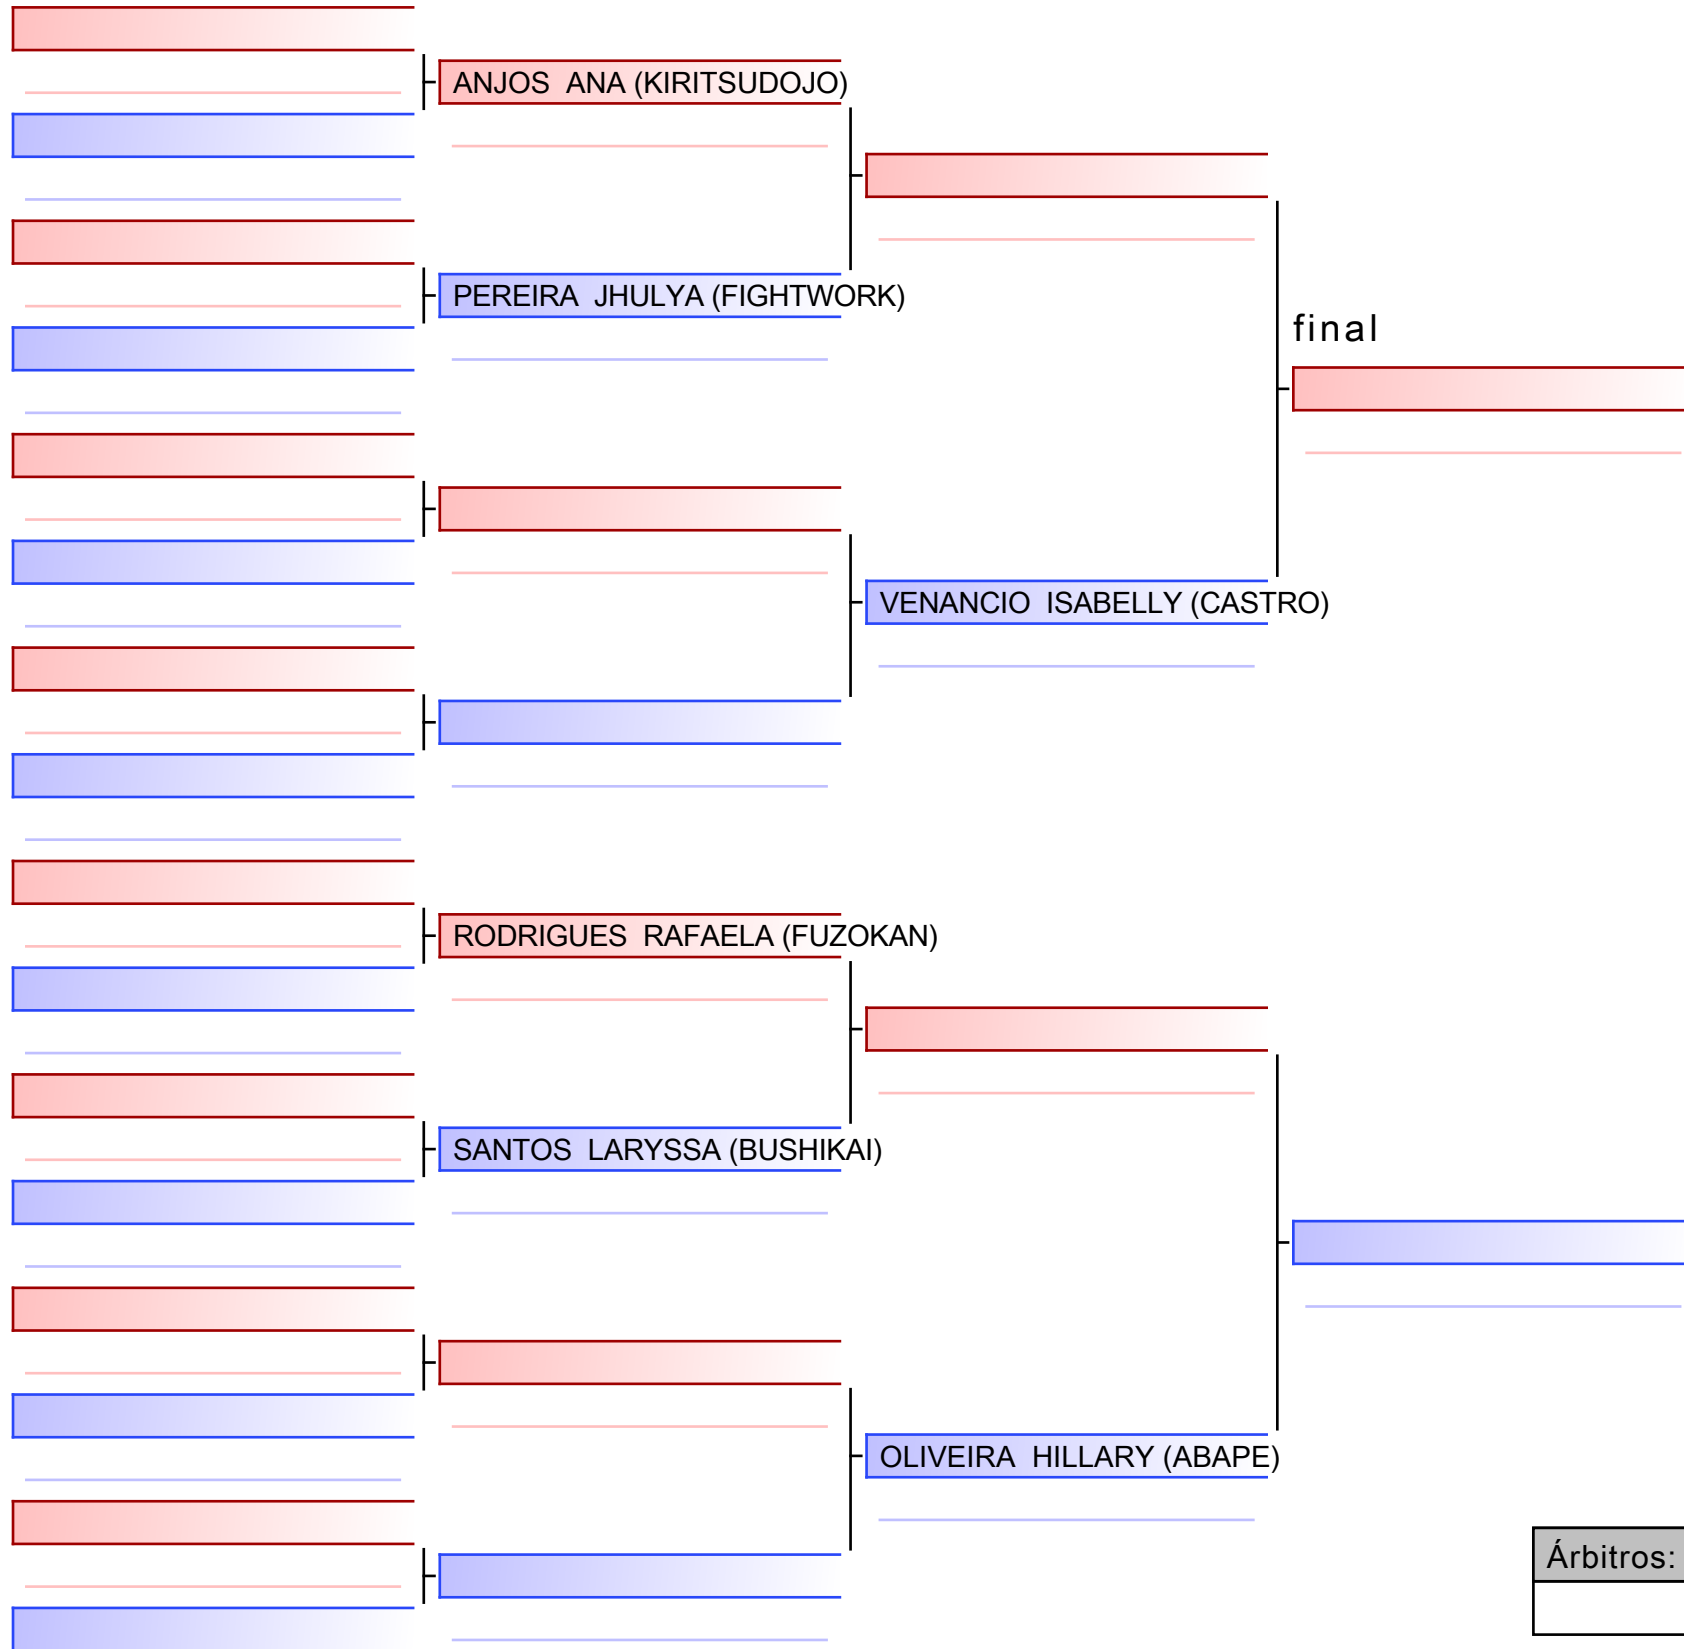 ANJOS  ANA (KIRITSUDOJO)
PEREIRA  JHULYA (FIGHTWORK)
final
VENANCIO  ISABELLY (CASTRO)
RODRIGUES  RAFAELA (FUZOKAN)
SANTOS  LARYSSA (BUSHIKAI)
OLIVEIRA  HILLARY (ABAPE)
Árbitros: